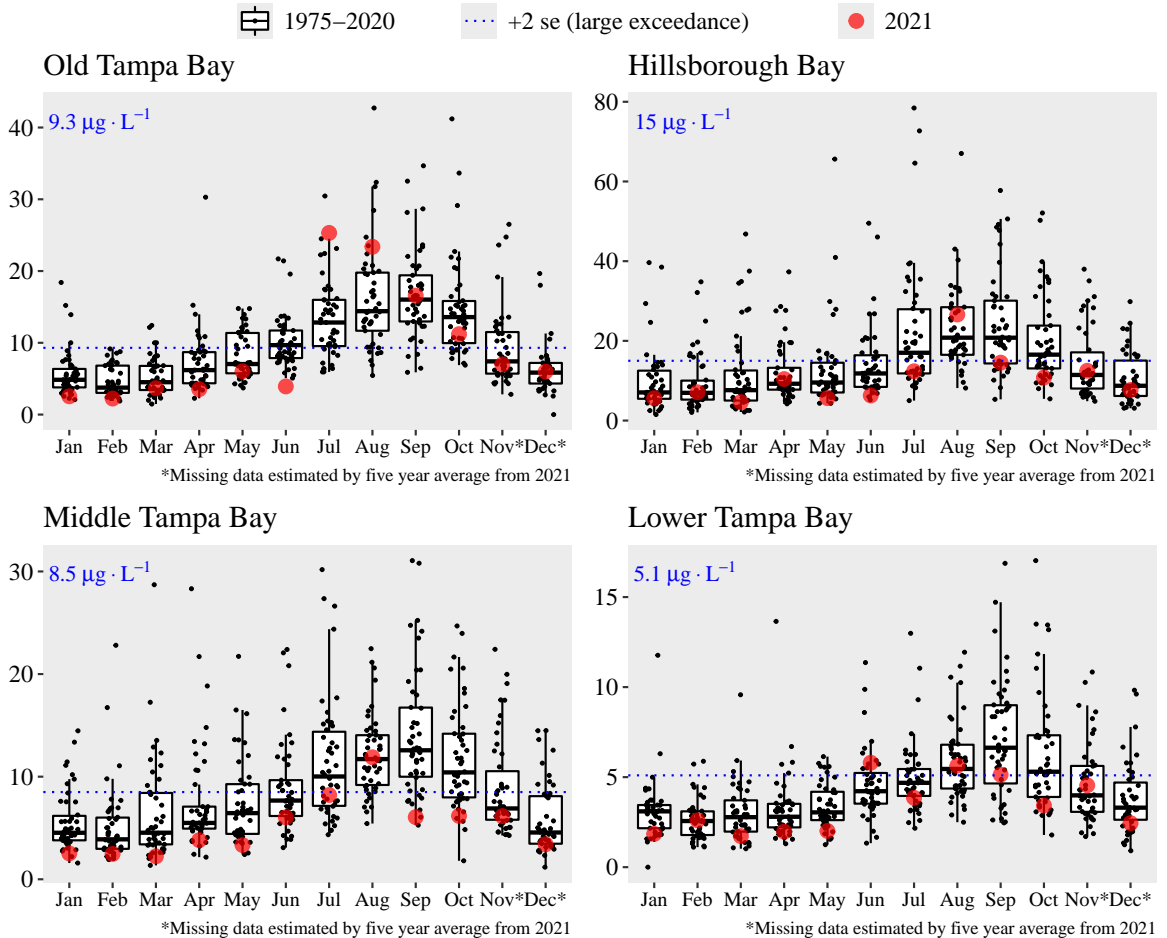 1975−2020 +2 se (large exceedance) 2021
Old Tampa Bay
9.3 μg · L⁻¹
40
30
20
10
0
Jan Feb Mar Apr May Jun Jul Aug Sep Oct Nov* Dec*
*Missing data estimated by five year average from 2021
Hillsborough Bay
15 μg · L⁻¹
80
60
40
20
0
Jan Feb Mar Apr May Jun Jul Aug Sep Oct Nov* Dec*
*Missing data estimated by five year average from 2021
Middle Tampa Bay
8.5 μg · L⁻¹
30
20
10
0
Jan Feb Mar Apr May Jun Jul Aug Sep Oct Nov* Dec*
*Missing data estimated by five year average from 2021
Lower Tampa Bay
5.1 μg · L⁻¹
15
10
5
0
Jan Feb Mar Apr May Jun Jul Aug Sep Oct Nov* Dec*
*Missing data estimated by five year average from 2021